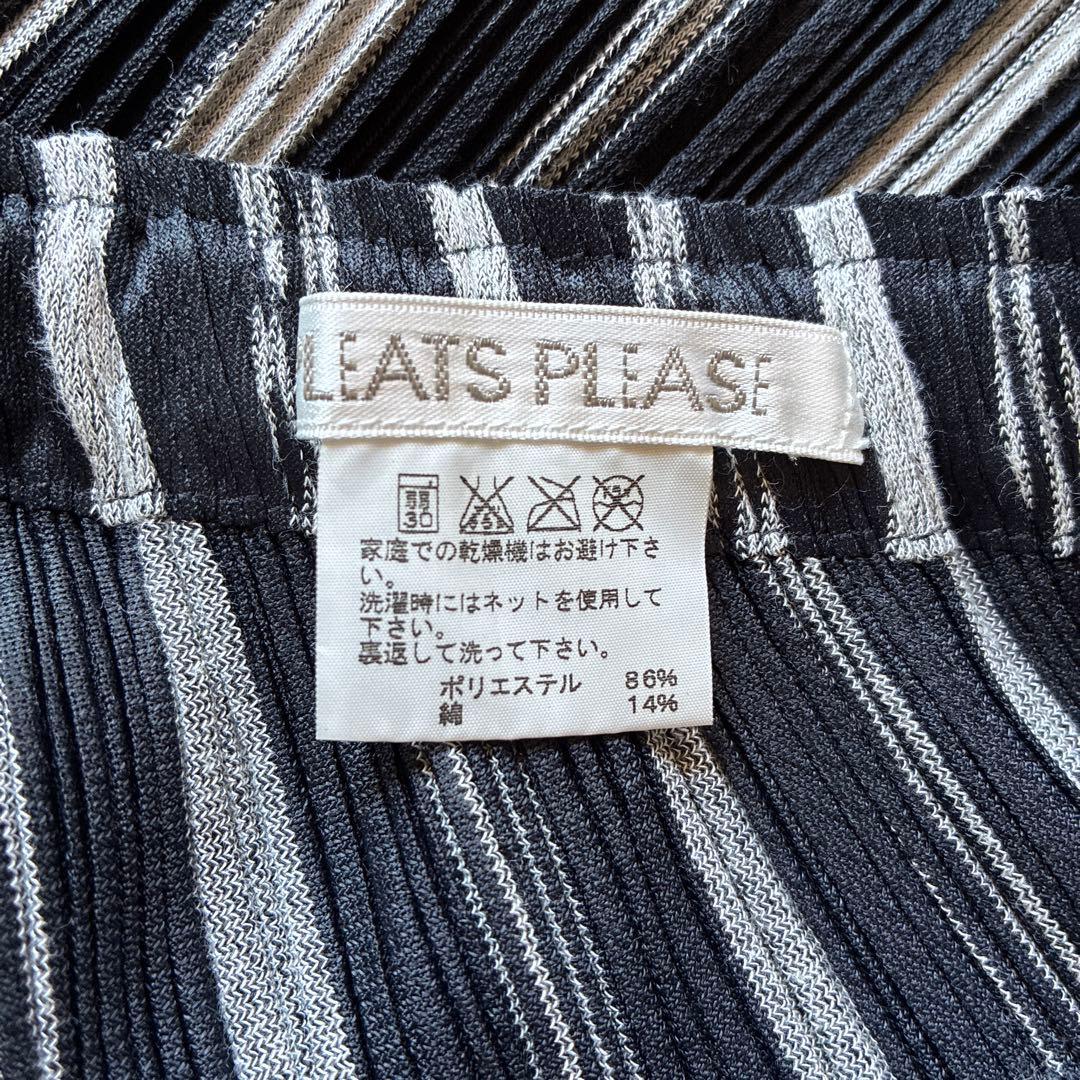 LEATS PLEASE
弱
30
家庭での乾燥機はお避け下さ
い。
洗濯時にはネットを使用して
下さい。
裏返して洗って下さい。
ポリエステル 86%
綿 14%